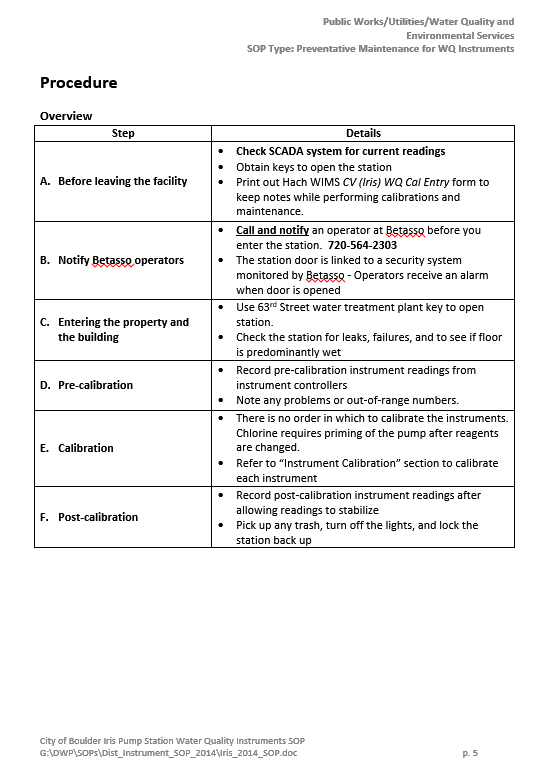 Public Works/Utilities/Water Quality and
Environmental Services
SOP Type: Preventative Maintenance for WQ Instruments
Procedure
Overview
Step
Details
A. Before leaving the facility
• Check SCADA system for current readings
• Obtain keys to open the station
• Print out Hach WIMS CV (Iris) WQ Cal Entry form to
keep notes while performing calibrations and
maintenance.
B. Notify Betasso operators
• Call and notify an operator at Betasso before you
enter the station. 720-564-2303
• The station door is linked to a security system
monitored by Betasso - Operators receive an alarm
when door is opened
C. Entering the property and
the building
• Use 63rd Street water treatment plant key to open
station.
• Check the station for leaks, failures, and to see if floor
is predominantly wet
D. Pre-calibration
• Record pre-calibration instrument readings from
instrument controllers
• Note any problems or out-of-range numbers.
E. Calibration
• There is no order in which to calibrate the instruments.
Chlorine requires priming of the pump after reagents
are changed.
• Refer to “Instrument Calibration” section to calibrate
each instrument
F. Post-calibration
• Record post-calibration instrument readings after
allowing readings to stabilize
• Pick up any trash, turn off the lights, and lock the
station back up
City of Boulder Iris Pump Station Water Quality Instruments SOP
G:\DWP\SOPs\Dist_Instrument_SOP_2014\Iris_2014_SOP.doc
p. 5